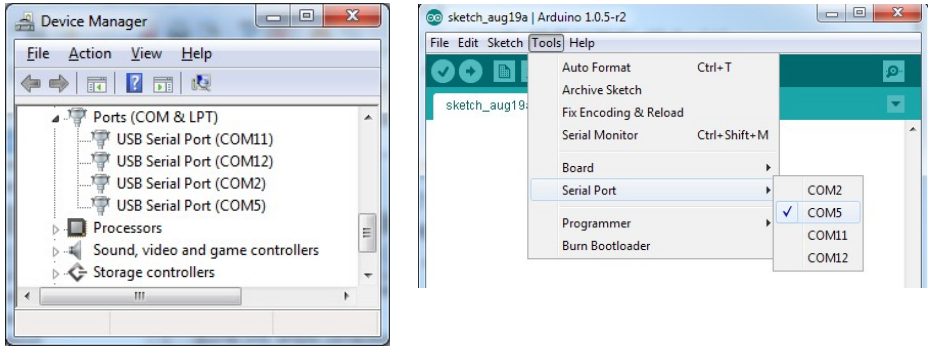 Device Manager
File Action View Help
Ports (COM & LPT)
USB Serial Port (COM11)
USB Serial Port (COM12)
USB Serial Port (COM2)
USB Serial Port (COM5)
Processors
Sound, video and game controllers
Storage controllers
sketch_aug19a | Arduino 1.0.5-r2
File Edit Sketch Tools Help
sketch_aug19
Auto Format Ctrl+T
Archive Sketch
Fix Encoding & Reload
Serial Monitor Ctrl+Shift+M
Board
Serial Port
Programmer
Burn Bootloader
COM2
COM5
COM11
COM12